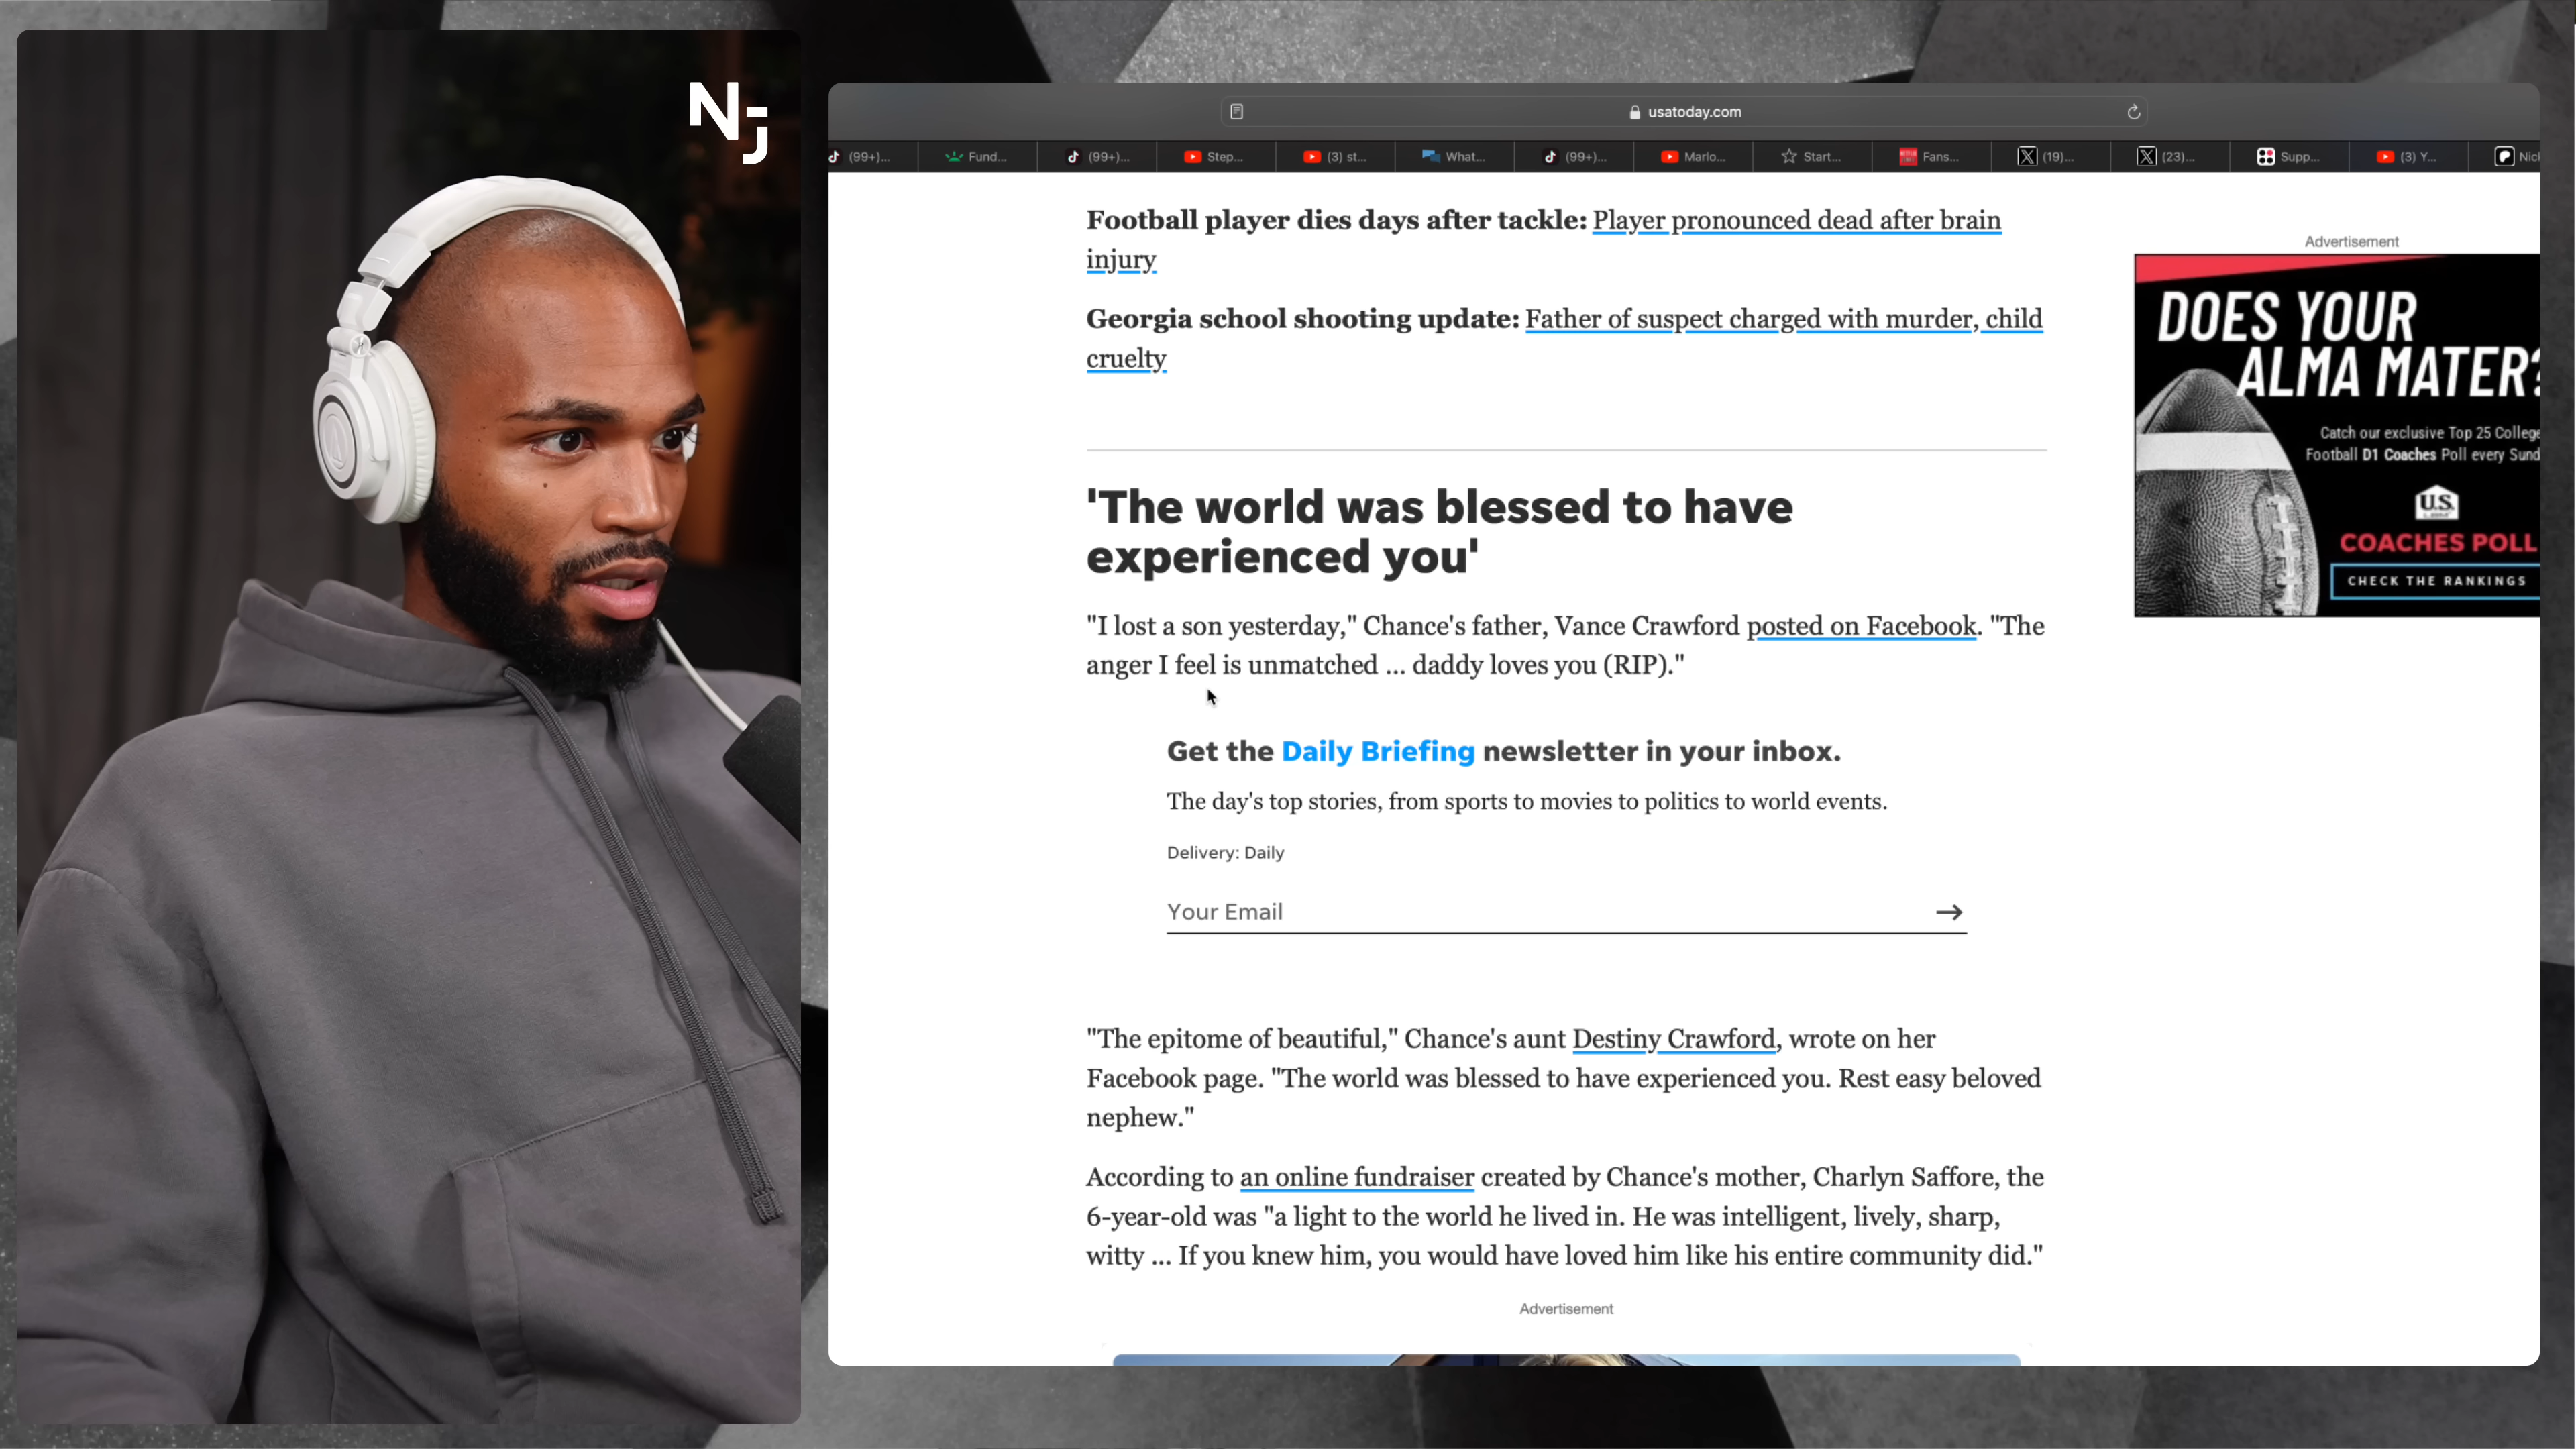 NJ
usatoday.com
(99+)...
Fund...
(99+)...
Step...
(3) st...
What...
(99+)...
Marlo...
Start...
Fans...
(19)...
(23)...
Supp...
(3) Y...
Football player dies days after tackle: Player pronounced dead after brain
injury
Georgia school shooting update: Father of suspect charged with murder, child
cruelty
'The world was blessed to have
experienced you'
"I lost a son yesterday," Chance's father, Vance Crawford posted on Facebook. "The
anger I feel is unmatched ... daddy loves you (RIP)."
Get the Daily Briefing newsletter in your inbox.
The day's top stories, from sports to movies to politics to world events.
Delivery: Daily
Your Email
"The epitome of beautiful," Chance's aunt Destiny Crawford, wrote on her
Facebook page. "The world was blessed to have experienced you. Rest easy beloved
nephew."
According to an online fundraiser created by Chance's mother, Charlyn Saffore, the
6-year-old was "a light to the world he lived in. He was intelligent, lively, sharp,
witty ... If you knew him, you would have loved him like his entire community did."
Advertisement
Advertisement
DOES YOUR
ALMA MATER?
Catch our exclusive Top 25 College
Football D1 Coaches Poll every Sund
U.S.
COACHES POLL
CHECK THE RANKINGS